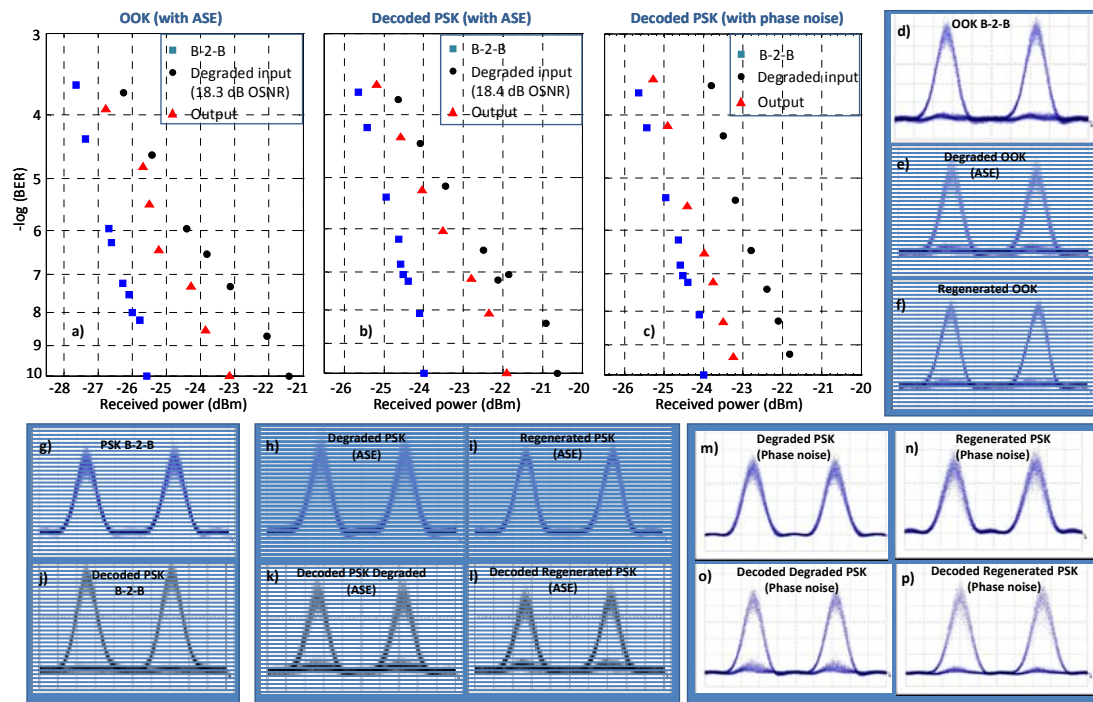 OOK (with ASE)
Decoded PSK (with ASE)
Decoded PSK (with phase noise)
-log (BER)
3
4
5
6
7
8
9
10
B-2-B
Degraded input
(18.3 dB OSNR)
Output
a)
-28
-27
-26
-25
-24
-23
-22
-21
Received power (dBm)
B-2-B
Degraded input
(18.4 dB OSNR)
Output
b)
-26
-25
-24
-23
-22
-21
-20
Received power (dBm)
B-2-B
Degraded input
Output
c)
-26
-25
-24
-23
-22
-21
-20
Received power (dBm)
d)
OOK B-2-B
e)
Degraded OOK
(ASE)
f)
Regenerated OOK
g)
PSK B-2-B
h)
Degraded PSK
(ASE)
i)
Regenerated PSK
(ASE)
j)
Decoded PSK
B-2-B
k)
Decoded PSK Degraded
(ASE)
l)
Decoded Regenerated PSK
(ASE)
m)
Degraded PSK
(Phase noise)
n)
Regenerated PSK
(Phase noise)
o)
Decoded Degraded PSK
(Phase noise)
p)
Decoded Regenerated PSK
(Phase noise)